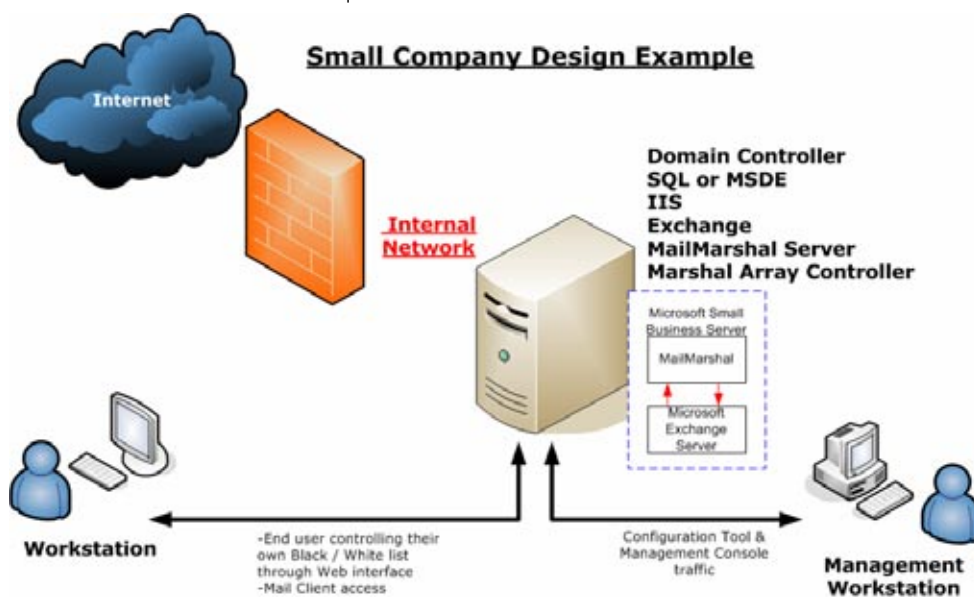 Small Company Design Example
Internet
Internal
Network
Domain Controller
SQL or MSDE
IIS
Exchange
MailMarshal Server
Marshal Array Controller
Microsoft Small
Business Server
MailMarshal
Microsoft
Exchange
Server
Workstation
-End user controlling their
own Black / White list
through Web interface
-Mail Client access
Configuration Tool &
Management Console
traffic
Management
Workstation